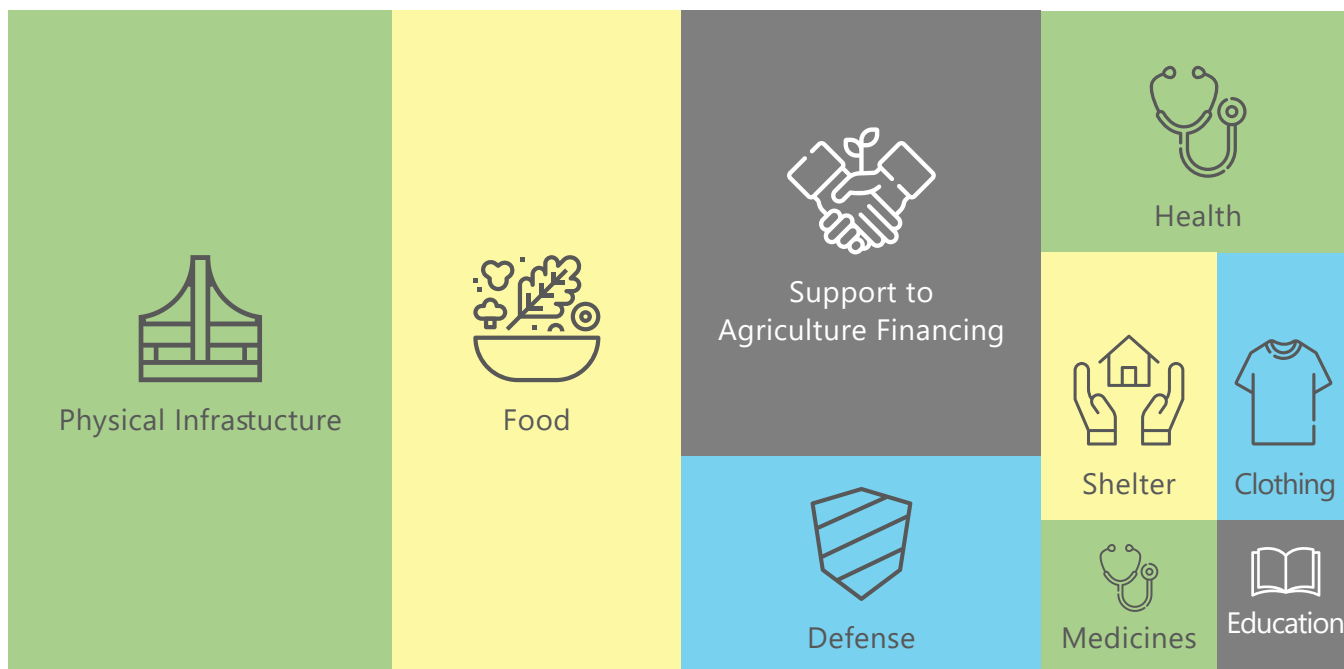 Physical Infrastucture
Food
Support to
Agriculture Financing
Defense
Health
Shelter
Clothing
Medicines
Education